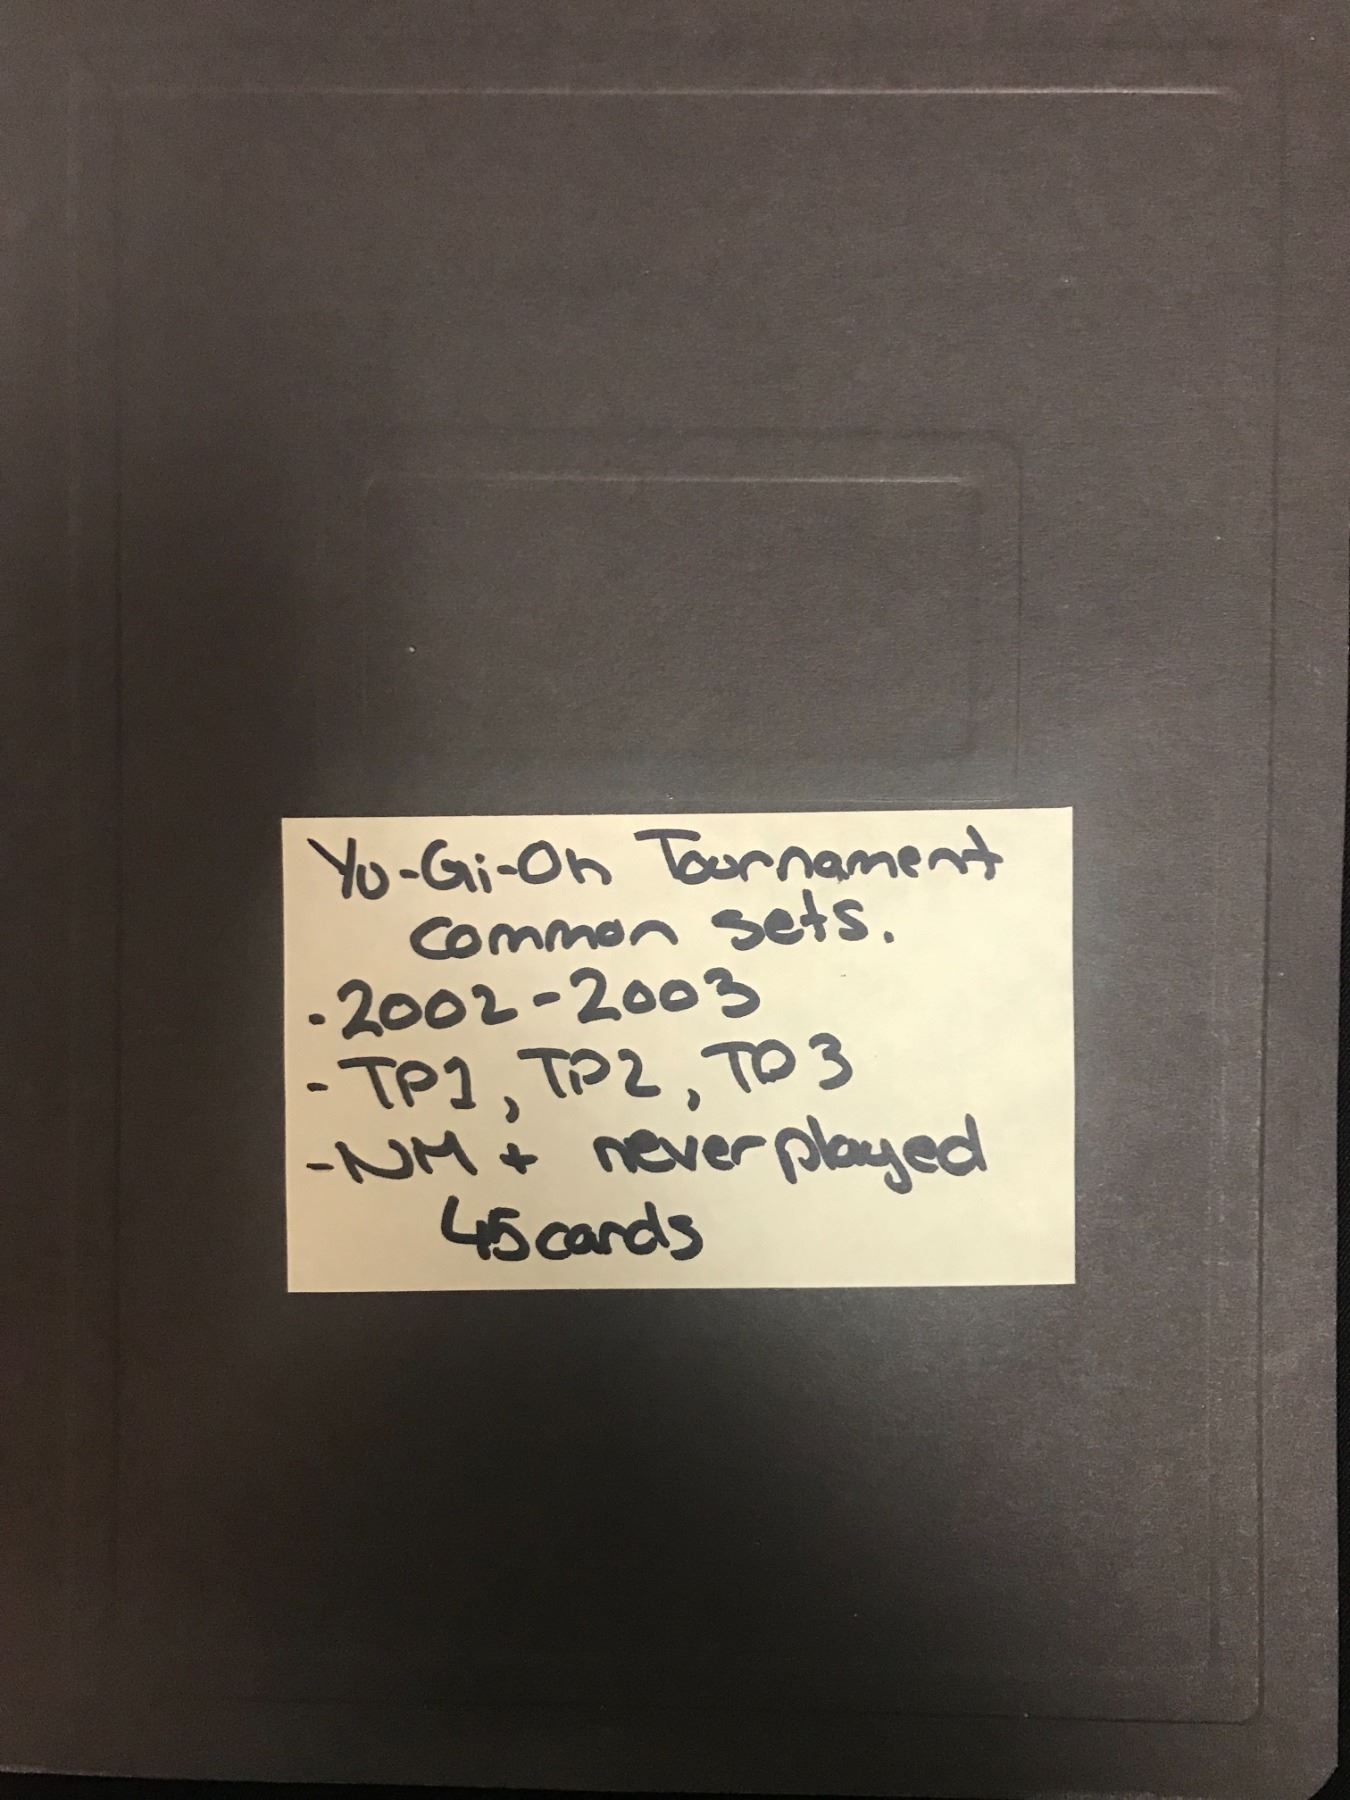 Yu-Gi-Oh Tournament
common sets.
-2002-2003
-TP1, TP2, TP3
-NM + never played
45 cards